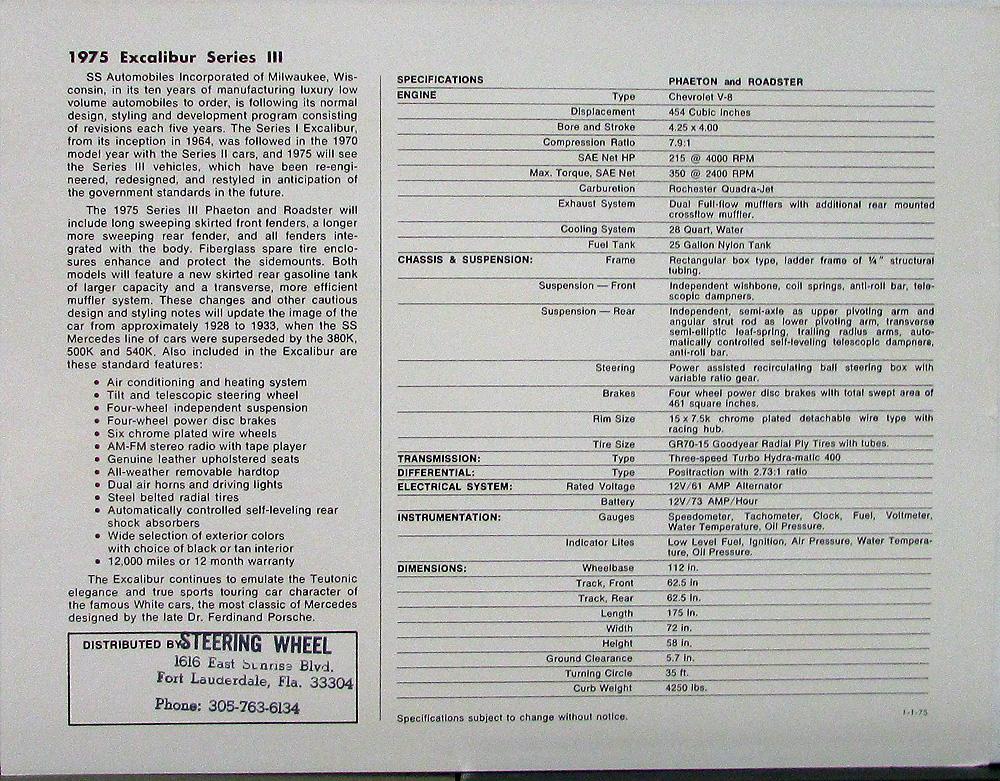 1975 Excalibur Series III
SS Automobiles Incorporated of Milwaukee, Wis-
consin, in its ten years of manufacturing luxury low
volume automobiles to order, is following its normal
design, styling and development program consisting
of revisions each five years. The Series I Excalibur,
from its inception in 1964, was followed in the 1970
model year with the Series II cars, and 1975 will see
the Series III vehicles, which have been re-engi-
neered, redesigned, and restyled in anticipation of
the government standards in the future.
The 1975 Series III Phaeton and Roadster will
include long sweeping skirted front fenders, a longer
more sweeping rear fender, and all fenders inte-
grated with the body. Fiberglass spare tire enclo-
sures enhance and protect the sidemounts. Both
models will feature a new skirted rear gasoline tank
of larger capacity and a transverse, more efficient
muffler system. These changes and other cautious
design and styling notes will update the image of the
car from approximately 1928 to 1933, when the SS
Mercedes line of cars were superseded by the 380K,
500K and 540K. Also included in the Excalibur are
these standard features:
• Air conditioning and heating system
• Tilt and telescopic steering wheel
• Four-wheel independent suspension
• Four-wheel power disc brakes
• Six chrome plated wire wheels
• AM-FM stereo radio with tape player
• Genuine leather upholstered seats
• All-weather removable hardtop
• Dual air horns and driving lights
• Steel belted radial tires
• Automatically controlled self-leveling rear
shock absorbers
• Wide selection of exterior colors
with choice of black or tan interior
• 12,000 miles or 12 month warranty
The Excalibur continues to emulate the Teutonic
elegance and true sports touring car character of
the famous White cars, the most classic of Mercedes
designed by the late Dr. Ferdinand Porsche.
DISTRIBUTED BY STEERING WHEEL
1616 East Sunrise Blvd.
Fort Lauderdale, Fla. 33304
Phone: 305-763-6134
SPECIFICATIONS PHAETON and ROADSTER
ENGINE Type Chevrolet V-8
Displacement 454 Cubic Inches
Bore and Stroke 4.25 x 4.00
Compression Ratio 7.9:1
SAE Net HP 215 @ 4000 RPM
Max. Torque, SAE Net 350 @ 2400 RPM
Carburetion Rochester Quadra-Jet
Exhaust System Dual Full-flow mufflers with additional rear mounted
crossflow muffler.
Cooling System 28 Quart, Water
Fuel Tank 25 Gallon Nylon Tank
CHASSIS & SUSPENSION: Frame Rectangular box type, ladder frame of ¼" structural
tubing.
Suspension — Front Independent wishbone, coil springs, anti-roll bar, tele-
scopic dampners.
Suspension — Rear Independent, semi-axle as upper pivoting arm and
angular strut rod as lower pivoting arm, transverse
semi-elliptic leaf-spring, trailing radius arms, auto-
matically controlled self-leveling telescopic dampners,
anti-roll bar.
Steering Power assisted recirculating ball steering box with
variable ratio gear.
Brakes Four wheel power disc brakes with total swept area of
461 square inches.
Rim Size 15 x 7.5k chrome plated detachable wire type with
racing hub.
Tire Size GR70-15 Goodyear Radial Ply Tires with tubes.
TRANSMISSION: Type Three-speed Turbo Hydra-matic 400
DIFFERENTIAL: Type Positraction with 2.73:1 ratio
ELECTRICAL SYSTEM: Rated Voltage 12V/61 AMP Alternator
Battery 12V/73 AMP/Hour
INSTRUMENTATION: Gauges Speedometer, Tachometer, Clock, Fuel, Voltmeter,
Water Temperature, Oil Pressure.
Indicator Lites Low Level Fuel, Ignition, Air Pressure, Water Tempera-
ture, Oil Pressure.
DIMENSIONS: Wheelbase 112 in.
Track, Front 62.5 in
Track, Rear 62.5 in.
Length 175 in.
Width 72 in.
Height 58 in.
Ground Clearance 5.7 in.
Turning Circle 35 ft.
Curb Weight 4250 lbs.
Specifications subject to change without notice.
1-1-75